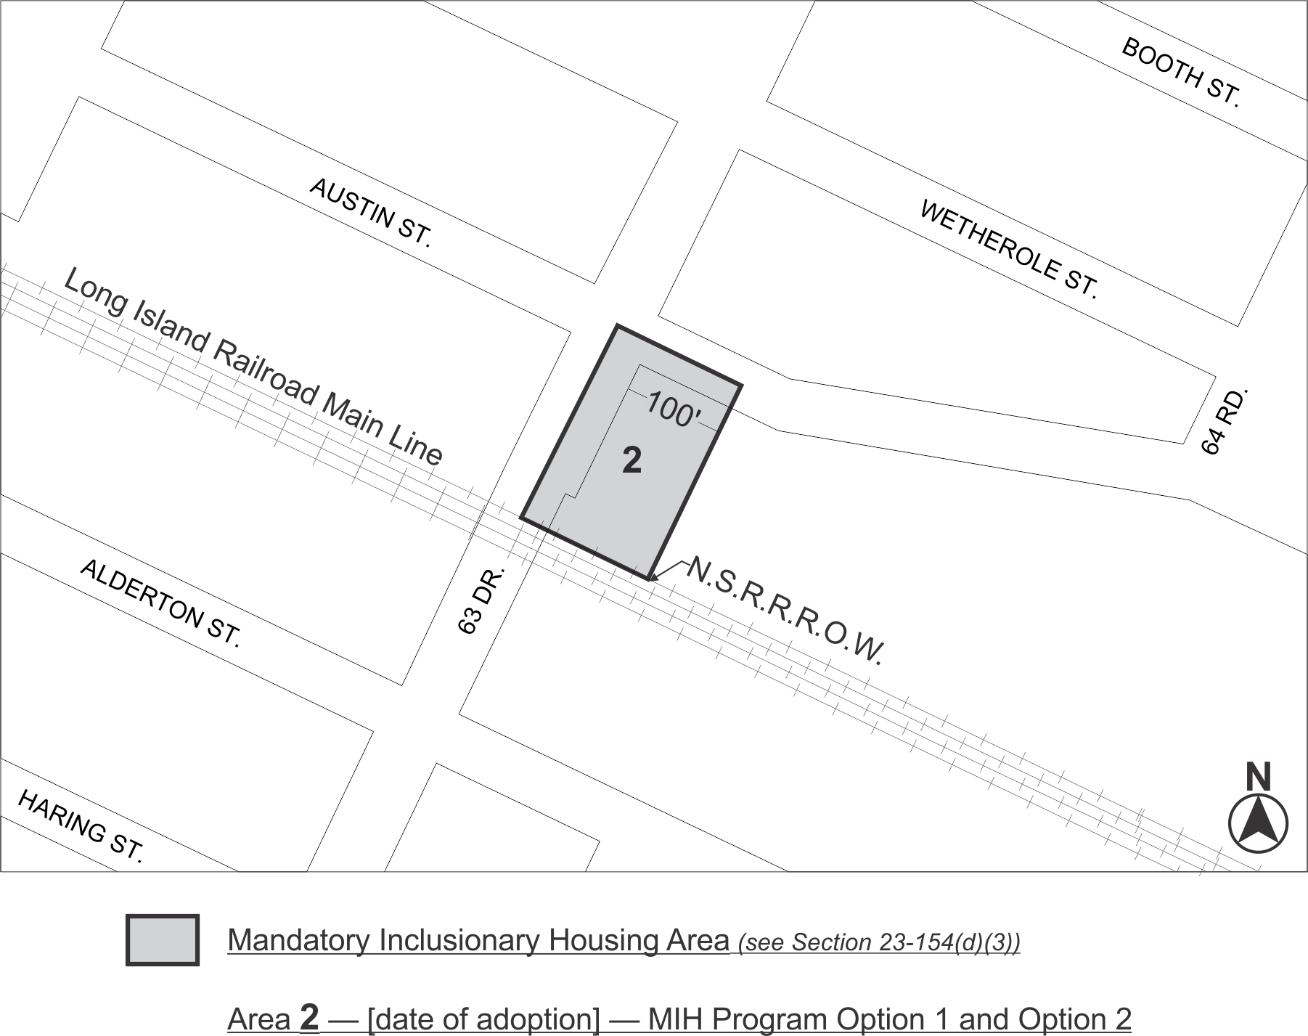 BOOTH ST.
AUSTIN ST.
WETHEROLE ST.
Long Island Railroad Main Line
64 RD.
100'
2
N.S.R.R.R.O.W.
63 DR.
ALDERTON ST.
HARING ST.
N
Mandatory Inclusionary Housing Area (see Section 23-154(d)(3))
Area 2 — [date of adoption] — MIH Program Option 1 and Option 2